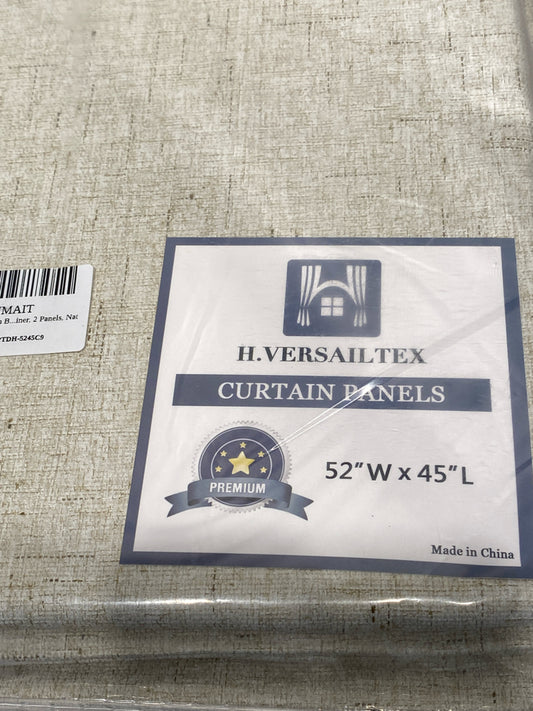 MAIT
B...iner, 2 Panels, Nat
TDH-5245C9
H.VERSAILTEX
CURTAIN PANELS
PREMIUM
52”W x 45”L
Made in China